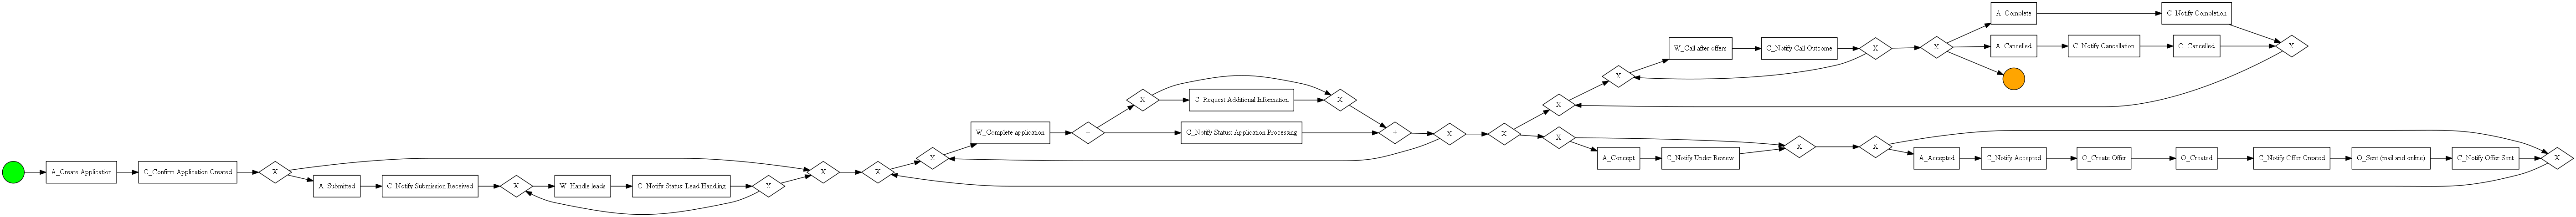 A_Create Application
C_Confirm Application Created
X
A_Submitted
C_Notify Submission Received
X
W_Handle leads
C_Notify Status: Lead Handling
X
X
X
X
W_Complete application
+
X
C_Request Additional Information
X
C_Notify Status: Application Processing
+
X
X
X
X
W_Call after offers
C_Notify Call Outcome
X
X
A_Complete
C_Notify Completion
A_Cancelled
C_Notify Cancellation
O_Cancelled
X
X
A_Concept
C_Notify Under Review
X
X
A_Accepted
C_Notify Accepted
O_Create Offer
O_Created
C_Notify Offer Created
O_Sent (mail and online)
C_Notify Offer Sent
X